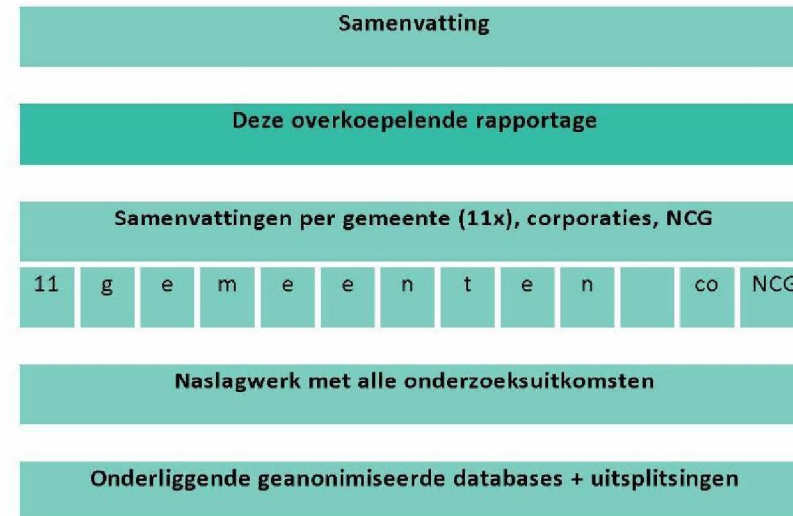 Samenvatting
Deze overkoepelende rapportage
Samenvattingen per gemeente (11x), corporaties, NCG
11 g e m e e n t e n co NCG
Naslagwerk met alle onderzoeksuitkomsten
Onderliggende geanonimiseerde databases + uitsplitsingen